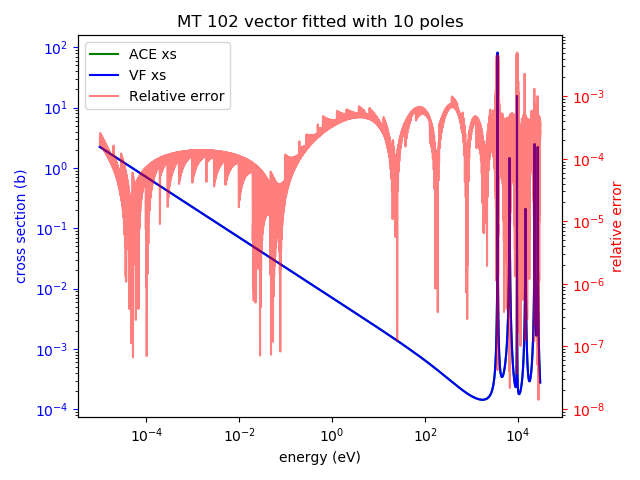 MT 102 vector fitted with 10 poles
ACE xs
VF xs
Relative error
cross section (b)
10^2
10^1
10^0
10^-1
10^-2
10^-3
10^-4
10^-3
10^-4
10^-5
10^-6
10^-7
10^-8
relative error
10^-4
10^-2
10^0
10^2
10^4
energy (eV)